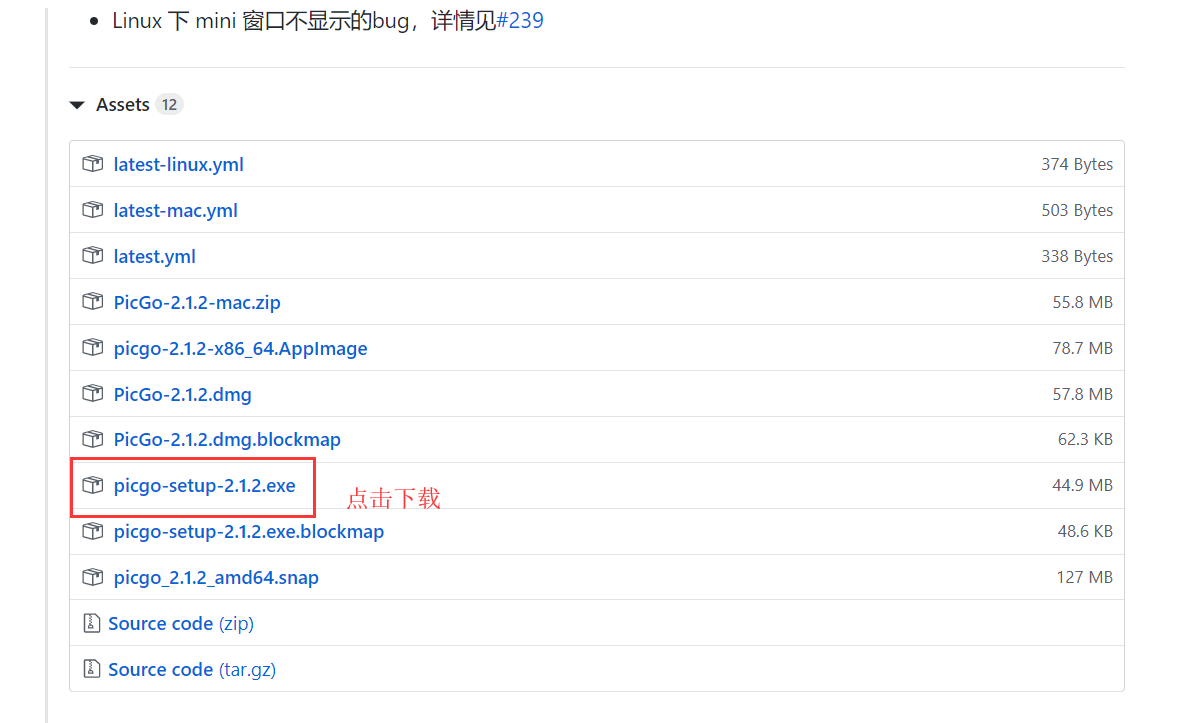 Linux 下 mini 窗口不显示的bug，详情见#239
Assets 12
latest-linux.yml 374 Bytes
latest-mac.yml 503 Bytes
latest.yml 338 Bytes
PicGo-2.1.2-mac.zip 55.8 MB
picgo-2.1.2-x86_64.AppImage 78.7 MB
PicGo-2.1.2.dmg 57.8 MB
PicGo-2.1.2.dmg.blockmap 62.3 KB
picgo-setup-2.1.2.exe 点击下载 44.9 MB
picgo-setup-2.1.2.exe.blockmap 48.6 KB
picgo_2.1.2_amd64.snap 127 MB
Source code (zip)
Source code (tar.gz)